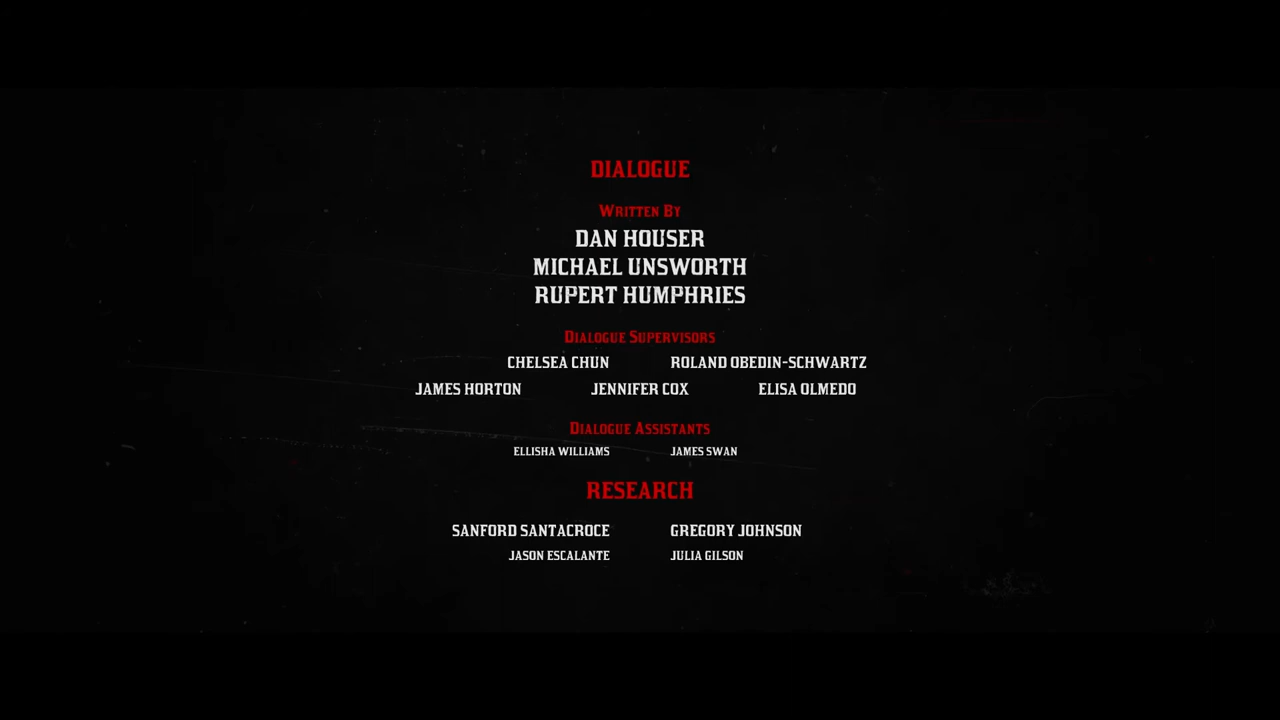 DIALOGUE
WRITTEN BY
DAN HOUSER
MICHAEL UNSWORTH
RUPERT HUMPHRIES
DIALOGUE SUPERVISORS
CHELSEA CHUN ROLAND OBEDIN-SCHWARTZ
JAMES HORTON JENNIFER COX ELISA OLMEDO
DIALOGUE ASSISTANTS
ELLISHA WILLIAMS JAMES SWAN
RESEARCH
SANFORD SANTACROCE GREGORY JOHNSON
JASON ESCALANTE JULIA GILSON